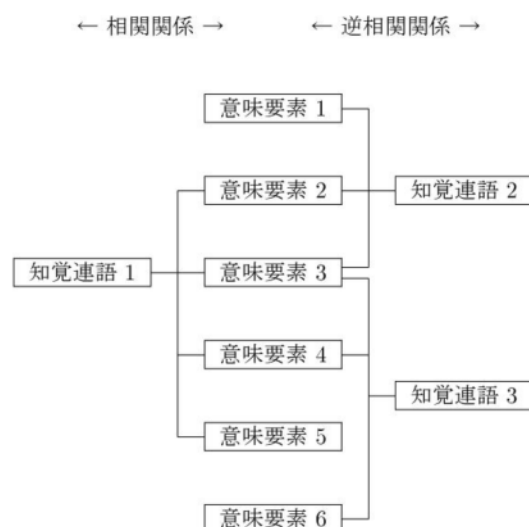 ← 相関関係 → ← 逆相関関係 →
意味要素 1
意味要素 2
知覚連語 2
知覚連語 1
意味要素 3
意味要素 4
知覚連語 3
意味要素 5
意味要素 6